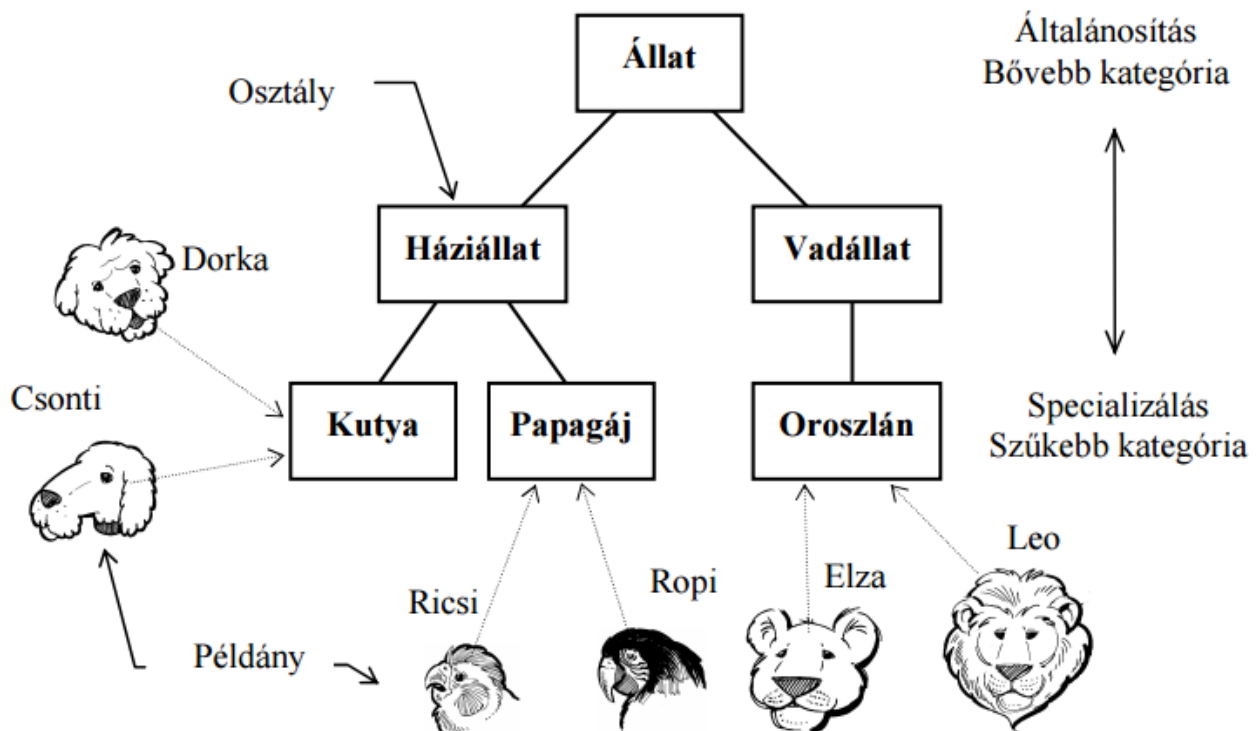 Állat
Általánosítás
Bővebb kategória
Osztály
Háziállat
Vadállat
Dorka
Csonti
Kutya
Papagáj
Oroszlán
Specializálás
Szűkebb kategória
Leo
Elza
Ropi
Ricsi
Példány